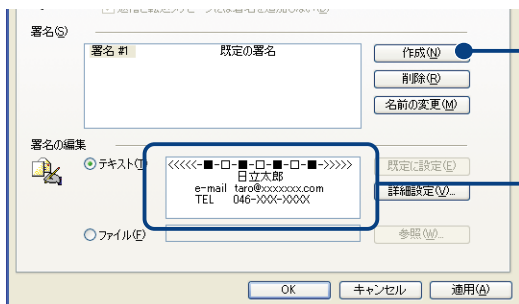 署名(S)
署名 #1 既定の署名
作成(N)
削除(R)
名前の変更(M)
署名の編集
テキスト(T)
<<<<<-■-□-■-□-■-□-■->>>>>
日立太郎
e-mail taro@xxxxxxx.com
TEL 046-XXX-XXXX
既定に設定(E)
詳細設定(V)...
ファイル(F)
参照(W)...
OK キャンセル 適用(A)